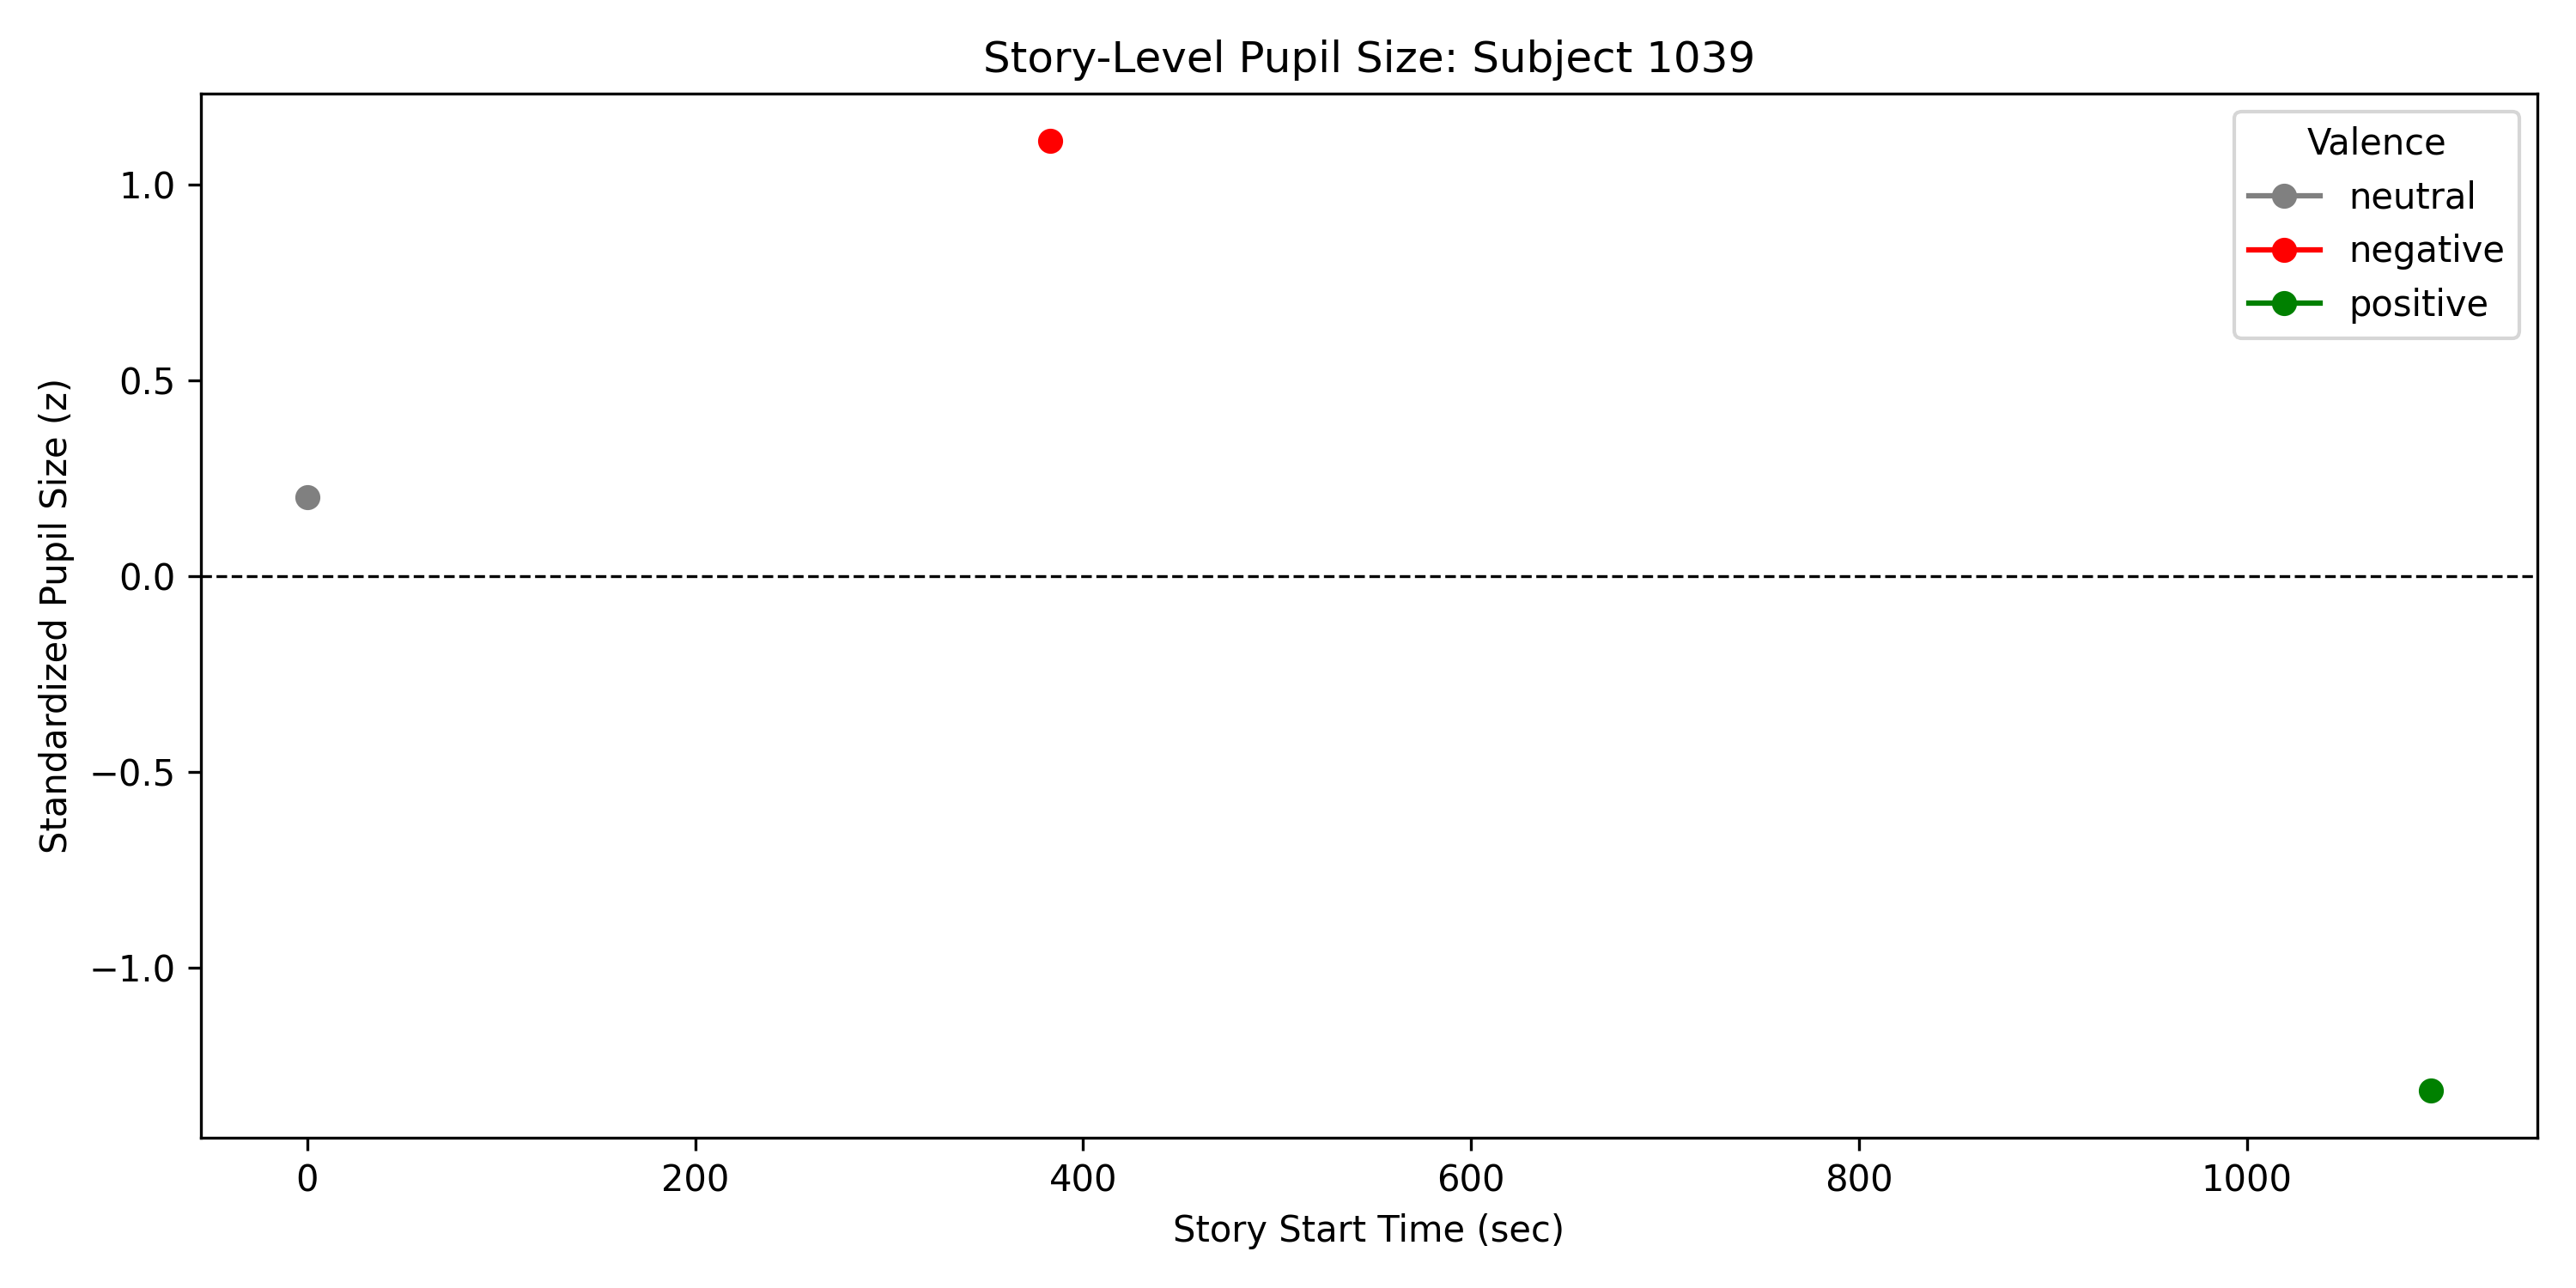 Story-Level Pupil Size: Subject 1039
Valence
neutral
negative
positive
Standardized Pupil Size (z)
1.0
0.5
0.0
−0.5
−1.0
0 200 400 600 800 1000
Story Start Time (sec)